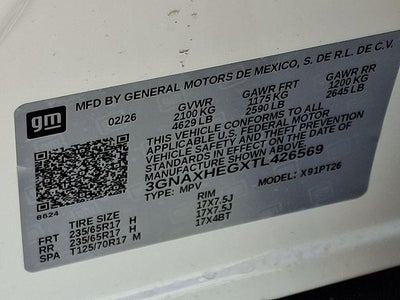 MFD BY GENERAL MOTORS DE MEXICO, S. DE R.L. DE C.V.
02/26 GVWR GAWR FRT GAWR RR
2100 KG 1175 KG 1200 KG
4629 LB 2590 LB 2645 LB
gm
THIS VEHICLE CONFORMS TO ALL
APPLICABLE U.S. FEDERAL MOTOR
VEHICLE SAFETY AND THEFT PREVENTION
STANDARDS IN EFFECT ON THE DATE OF
MANUFACTURE SHOWN ABOVE.
3GNAXHEGXTL426569
TYPE: MPV MODEL: X91PT26
8624
TIRE SIZE RIM
FRT 235/65R17 H 17X7.5J
RR 235/65R17 H 17X7.5J
SPA T125/70R17 M 17X4BT